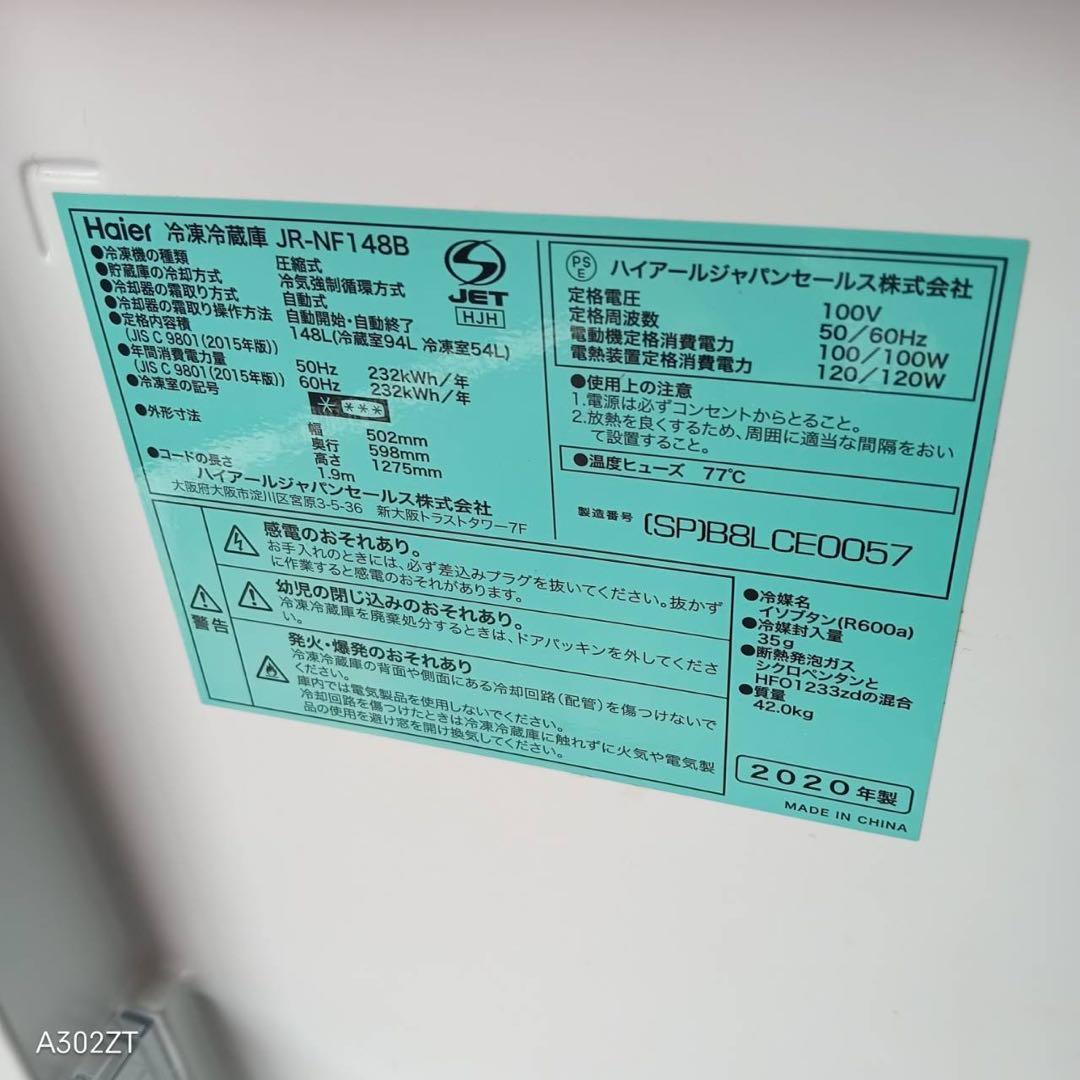 Haier 冷凍冷蔵庫 JR-NF148B
●冷凍機の種類 圧縮式
●貯蔵庫の冷却方式 冷気強制循環方式
●冷却器の霜取り方式 自動式
●冷却器の霜取り操作方法 自動開始・自動終了
●定格内容積 148L(冷蔵室94L 冷凍室54L)
(JIS C 9801(2015年版))
●年間消費電力量 50Hz 232kWh/年
(JIS C 9801(2015年版)) 60Hz 232kWh/年
●冷凍室の記号 * ***
●外形寸法 幅 502mm
奥行 598mm
高さ 1275mm
●コードの長さ 1.9m
ハイアールジャパンセールス株式会社
大阪府大阪市淀川区宮原3-5-36 新大阪トラストタワー7F
JET
HJH
PS
E
ハイアールジャパンセールス株式会社
定格電圧 100V
定格周波数 50/60Hz
電動機定格消費電力 100/100W
電熱装置定格消費電力 120/120W
●使用上の注意
1.電源は必ずコンセントからとること。
2.放熱を良くするため、周囲に適当な間隔をおい
て設置すること。
●温度ヒューズ 77℃
製造番号 (SP)B8LCE0057
警告
感電のおそれあり。
お手入れのときには、必ず差込みプラグを抜いてください。抜かず
に作業すると感電のおそれがあります。
幼児の閉じ込みのおそれあり。
冷凍冷蔵庫を廃棄処分するときは、ドアパッキンを外してくださ
い。
発火・爆発のおそれあり
冷凍冷蔵庫の背面や側面にある冷却回路(配管)を傷つけないで
ください。
庫内では電気製品を使用しないでください。
冷却回路を傷つけたときは冷凍冷蔵庫に触れずに火気や電気製
品の使用を避け窓を開け換気してください。
●冷媒名
イソブタン(R600a)
●冷媒封入量
35g
●断熱発泡ガス
シクロペンタンと
HFO1233zdの混合
●質量
42.0kg
2020年製
MADE IN CHINA
A302ZT